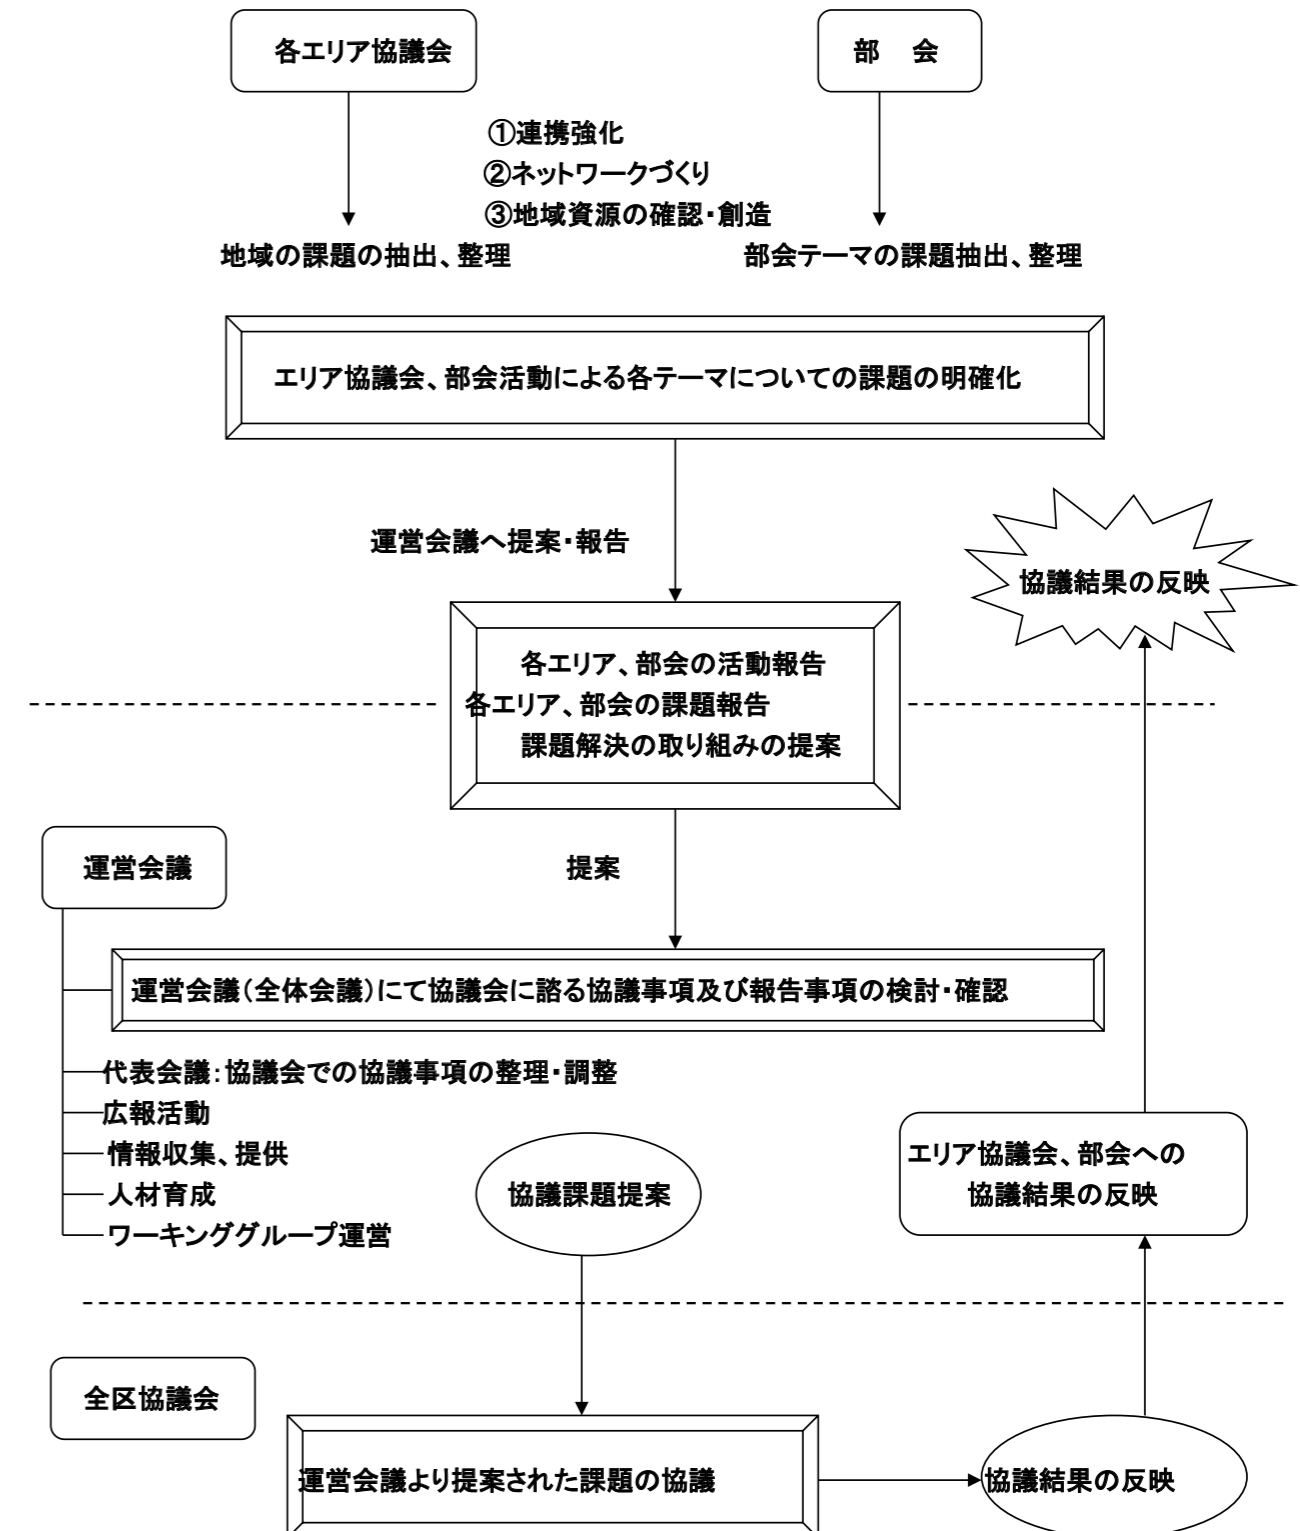 各エリア協議会
部　会
①連携強化
②ネットワークづくり
③地域資源の確認・創造
地域の課題の抽出、整理
部会テーマの課題抽出、整理
エリア協議会、部会活動による各テーマについての課題の明確化
運営会議へ提案・報告
協議結果の反映
各エリア、部会の活動報告
各エリア、部会の課題報告
課題解決の取り組みの提案
運営会議
提案
運営会議（全体会議）にて協議会に諮る協議事項及び報告事項の検討・確認
代表会議：協議会での協議事項の整理・調整
広報活動
情報収集、提供
人材育成
ワーキンググループ運営
協議課題提案
エリア協議会、部会への
協議結果の反映
全区協議会
運営会議より提案された課題の協議
協議結果の反映